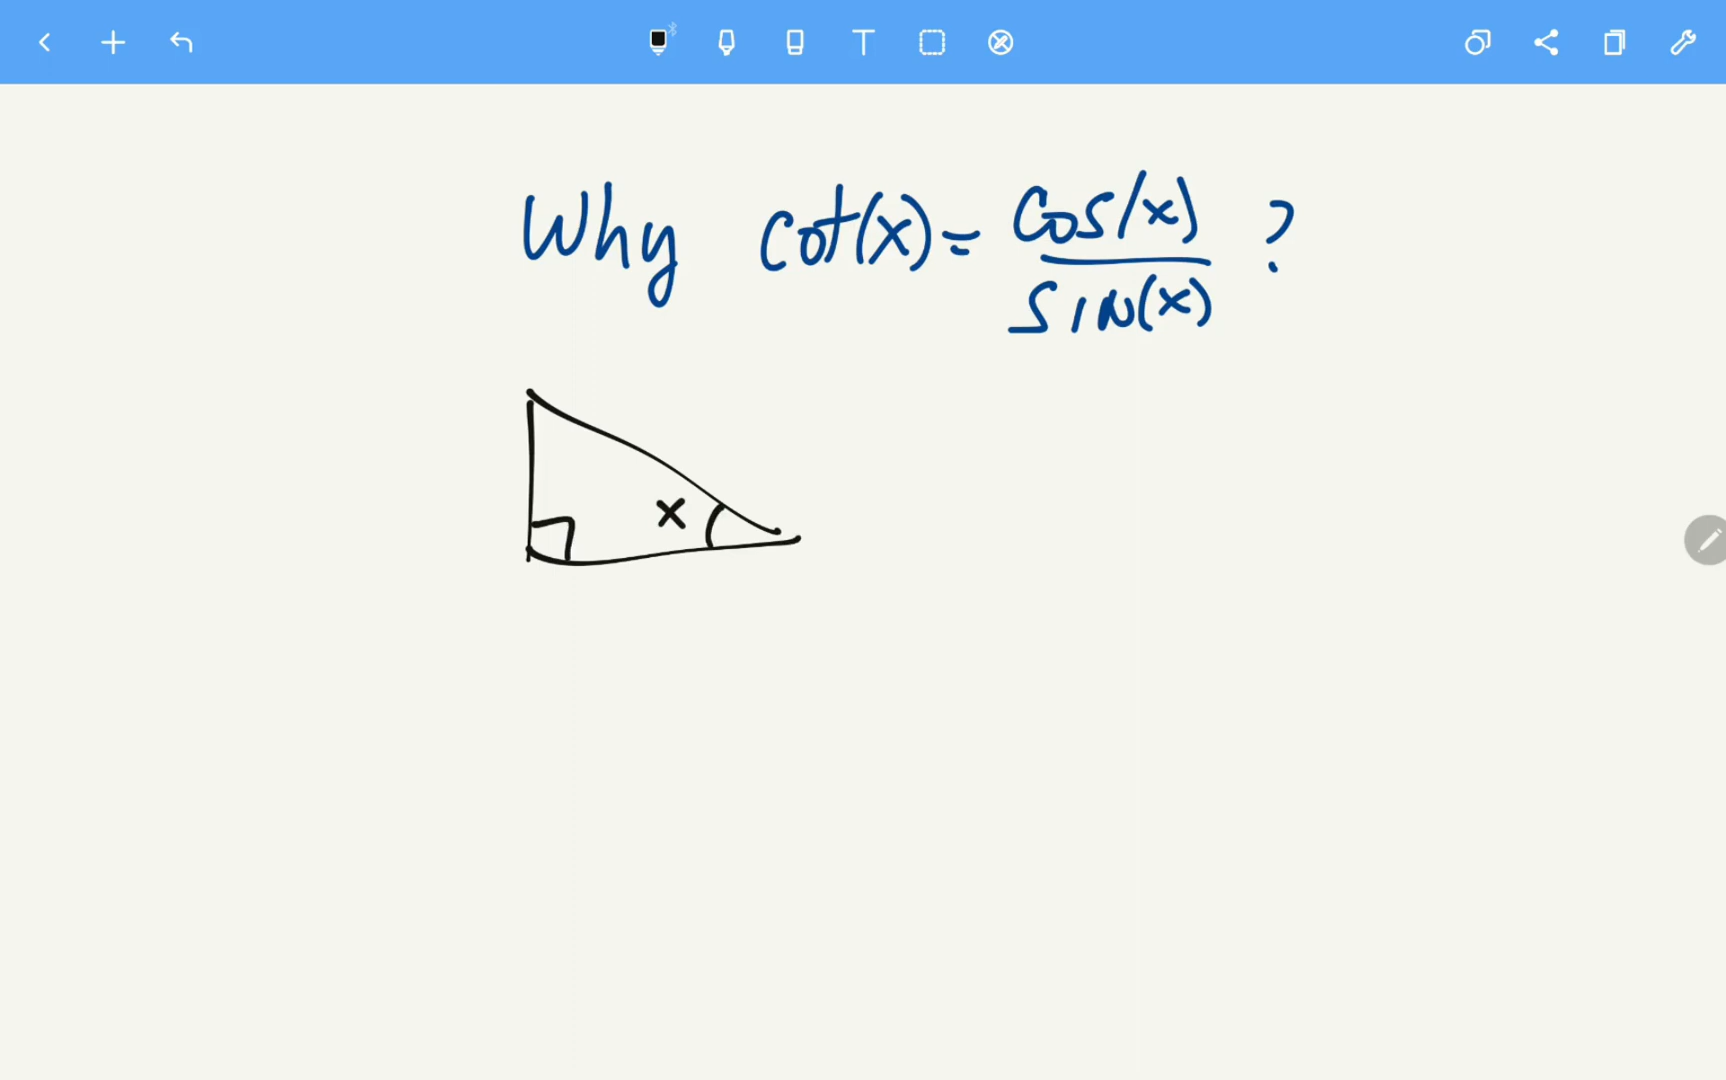 Why cot(x) = cos(x) / sin(x) ?
x